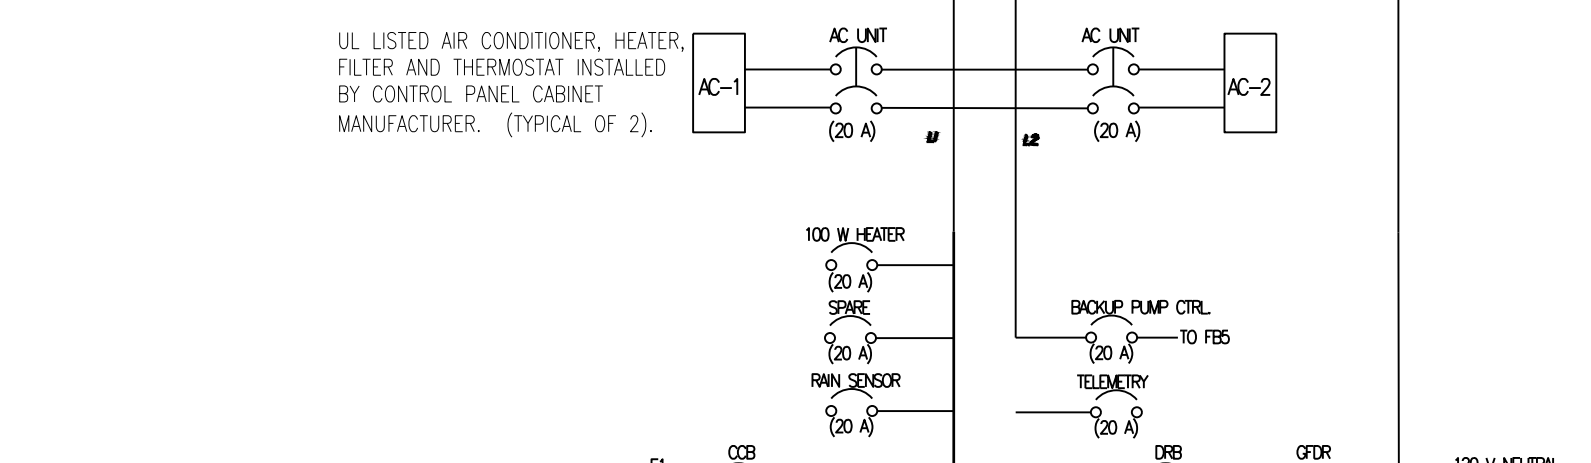 UL LISTED AIR CONDITIONER, HEATER,
FILTER AND THERMOSTAT INSTALLED
BY CONTROL PANEL CABINET
MANUFACTURER. (TYPICAL OF 2).
AC-1
AC UNIT
(20 A)
AC UNIT
(20 A)
AC-2
L2
100 W HEATER
(20 A)
SPARE
(20 A)
BACKUP PUMP CTRL.
TO FB5
(20 A)
RAIN SENSOR
(20 A)
TELEMETRY
(20 A)
CCB
DRB
GFDR